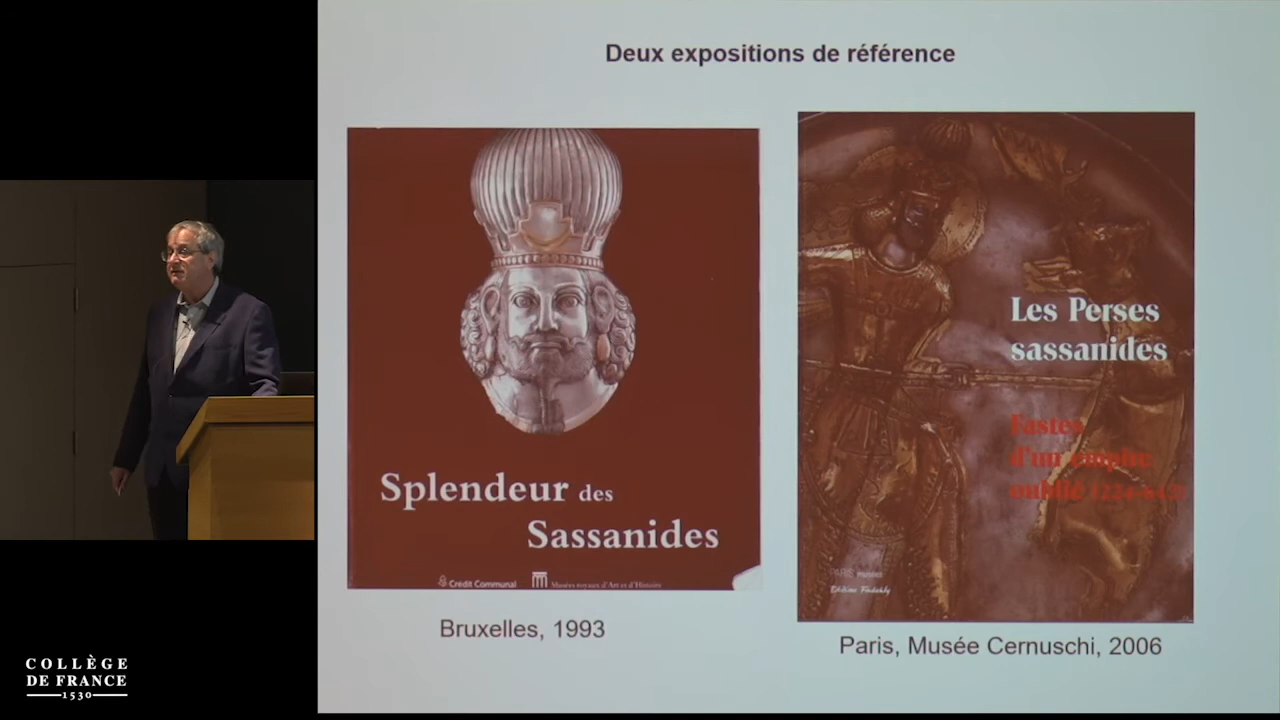 Deux expositions de référence
Splendeur des
Sassanides
Crédit Communal
Musées royaux d'Art et d'Histoire
Bruxelles, 1993
Les Perses
sassanides
Fastes
d'un empire
oublié (224-642)
PARIS musées
Editions Findakly
Paris, Musée Cernuschi, 2006
COLLÈGE
DE FRANCE
1530